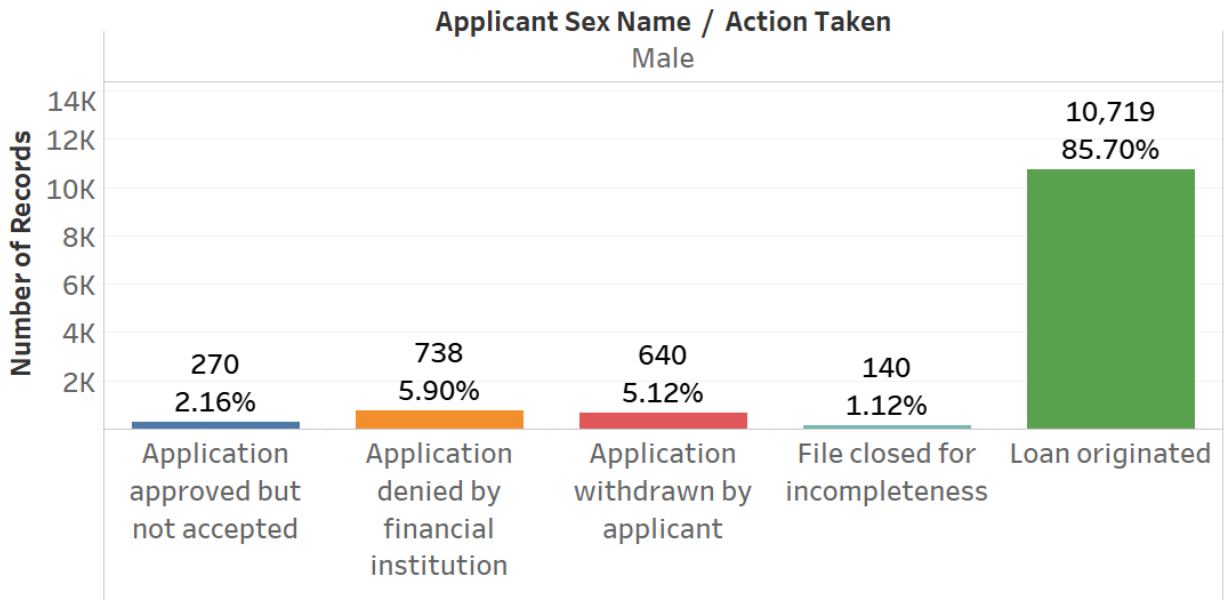 Applicant Sex Name / Action Taken
Male
Number of Records
14K
12K
10K
8K
6K
4K
2K
270
2.16%
738
5.90%
640
5.12%
140
1.12%
10,719
85.70%
Application
approved but
not accepted
Application
denied by
financial
institution
Application
withdrawn by
applicant
File closed for
incompleteness
Loan originated